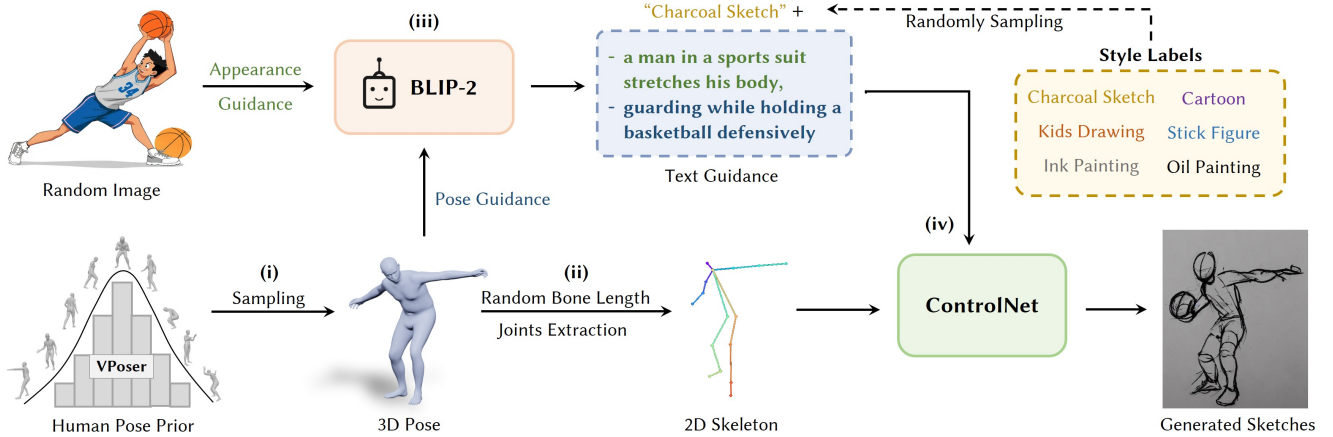 “Charcoal Sketch” +
Randomly Sampling
(iii)
Style Labels
Appearance
Guidance
BLIP-2
- a man in a sports suit
stretches his body,
- guarding while holding a
basketball defensively
Charcoal Sketch Cartoon
Kids Drawing Stick Figure
Ink Painting Oil Painting
34
Random Image
Text Guidance
Pose Guidance
(i)
Sampling
(ii)
Random Bone Length
Joints Extraction
(iv)
ControlNet
VPoser
Human Pose Prior
3D Pose
2D Skeleton
Generated Sketches